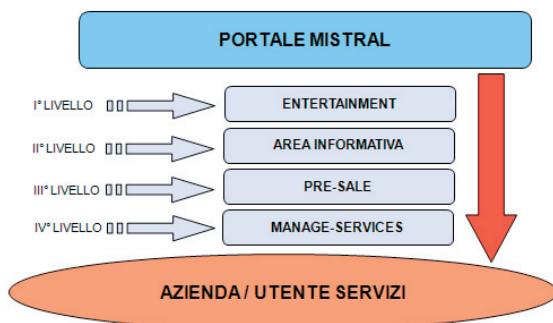 PORTALE MISTRAL
I° LIVELLO ENTERTAINMENT
II° LIVELLO AREA INFORMATIVA
III° LIVELLO PRE-SALE
IV° LIVELLO MANAGE-SERVICES
AZIENDA / UTENTE SERVIZI